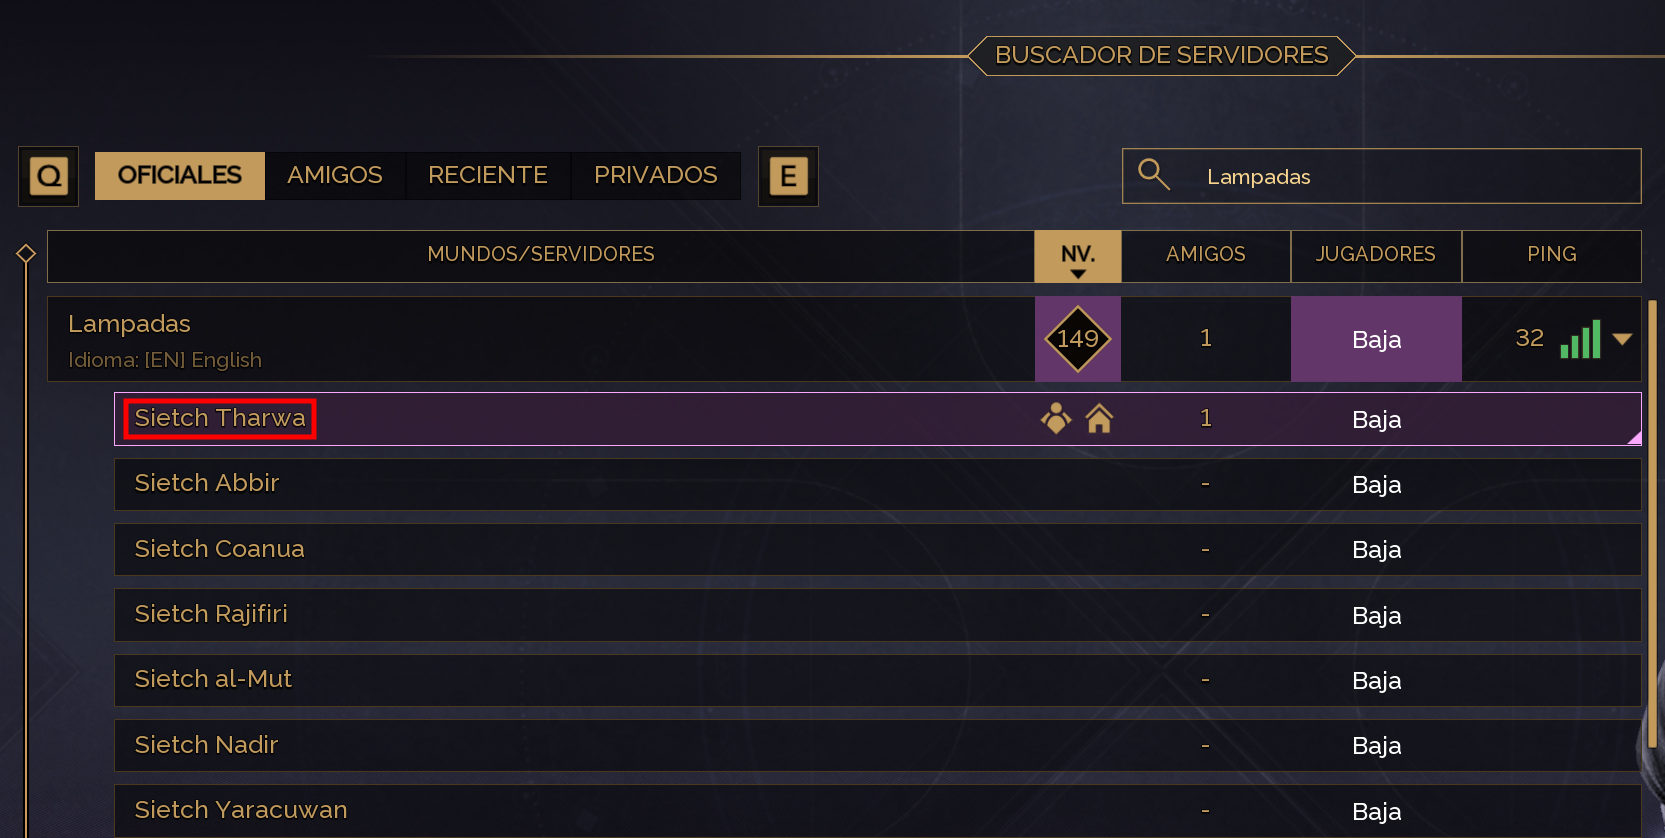 BUSCADOR DE SERVIDORES
Q OFICIALES AMIGOS RECIENTE PRIVADOS E Lampadas
MUNDOS/SERVIDORES NV. AMIGOS JUGADORES PING
Lampadas 149 1 Baja 32
Idioma: [EN] English
Sietch Tharwa 1 Baja
Sietch Abbir - Baja
Sietch Coanua - Baja
Sietch Rajifiri - Baja
Sietch al-Mut - Baja
Sietch Nadir - Baja
Sietch Yaracuwan - Baja